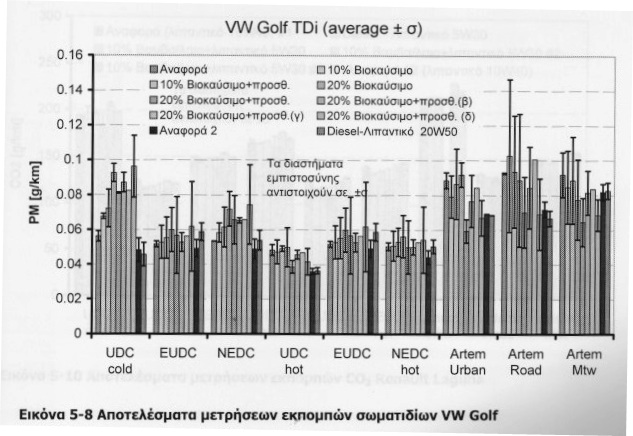 VW Golf TDi (average ± σ)
0.16
0.14
0.12
0.1
0.08
0.06
0.04
0.02
0
PM [g/km]
Αναφορά
10% Βιοκαύσιμο
10% Βιοκαύσιμο+προσθ.
20% Βιοκαύσιμο
20% Βιοκαύσιμο+προσθ.
20% Βιοκαύσιμο+προσθ.(β)
20% Βιοκαύσιμο+προσθ.(γ)
20% Βιοκαύσιμο+προσθ. (δ)
Αναφορά 2
Diesel-Λιπαντικό 20W50
Τα διαστήματα
εμπιστοσύνης
αντιστοιχούν σε ±σ
UDC cold
EUDC
NEDC
UDC hot
EUDC
NEDC hot
Artem Urban
Artem Road
Artem Mtw
Εικόνα 5-8 Αποτελέσματα μετρήσεων εκπομπών σωματιδίων VW Golf